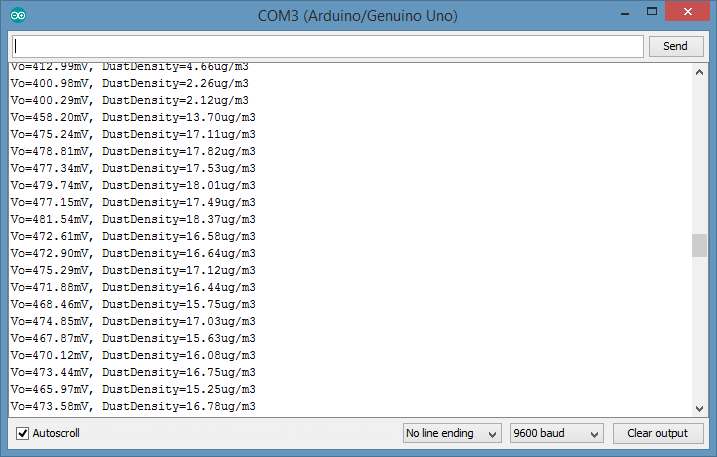 COM3 (Arduino/Genuino Uno)
Send
Vo=412.99mV, DustDensity=4.66ug/m3
Vo=400.98mV, DustDensity=2.26ug/m3
Vo=400.29mV, DustDensity=2.12ug/m3
Vo=458.20mV, DustDensity=13.70ug/m3
Vo=475.24mV, DustDensity=17.11ug/m3
Vo=478.81mV, DustDensity=17.82ug/m3
Vo=477.34mV, DustDensity=17.53ug/m3
Vo=479.74mV, DustDensity=18.01ug/m3
Vo=477.15mV, DustDensity=17.49ug/m3
Vo=481.54mV, DustDensity=18.37ug/m3
Vo=472.61mV, DustDensity=16.58ug/m3
Vo=472.90mV, DustDensity=16.64ug/m3
Vo=475.29mV, DustDensity=17.12ug/m3
Vo=471.88mV, DustDensity=16.44ug/m3
Vo=468.46mV, DustDensity=15.75ug/m3
Vo=474.85mV, DustDensity=17.03ug/m3
Vo=467.87mV, DustDensity=15.63ug/m3
Vo=470.12mV, DustDensity=16.08ug/m3
Vo=473.44mV, DustDensity=16.75ug/m3
Vo=465.97mV, DustDensity=15.25ug/m3
Vo=473.58mV, DustDensity=16.78ug/m3
Autoscroll No line ending 9600 baud Clear output